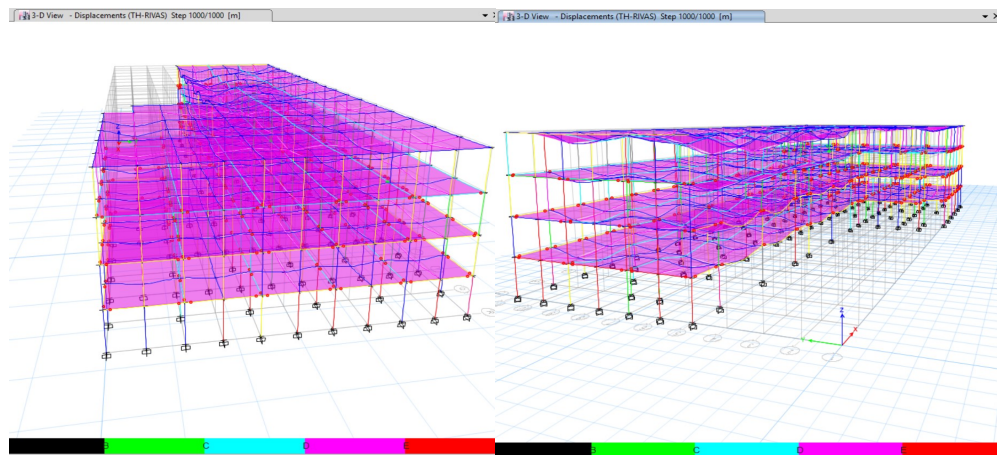 3-D View - Displacements (TH-RIVAS) Step 1000/1000 [m]
3-D View - Displacements (TH-RIVAS) Step 1000/1000 [m]
Z
X
Y
B C D E
B C D E